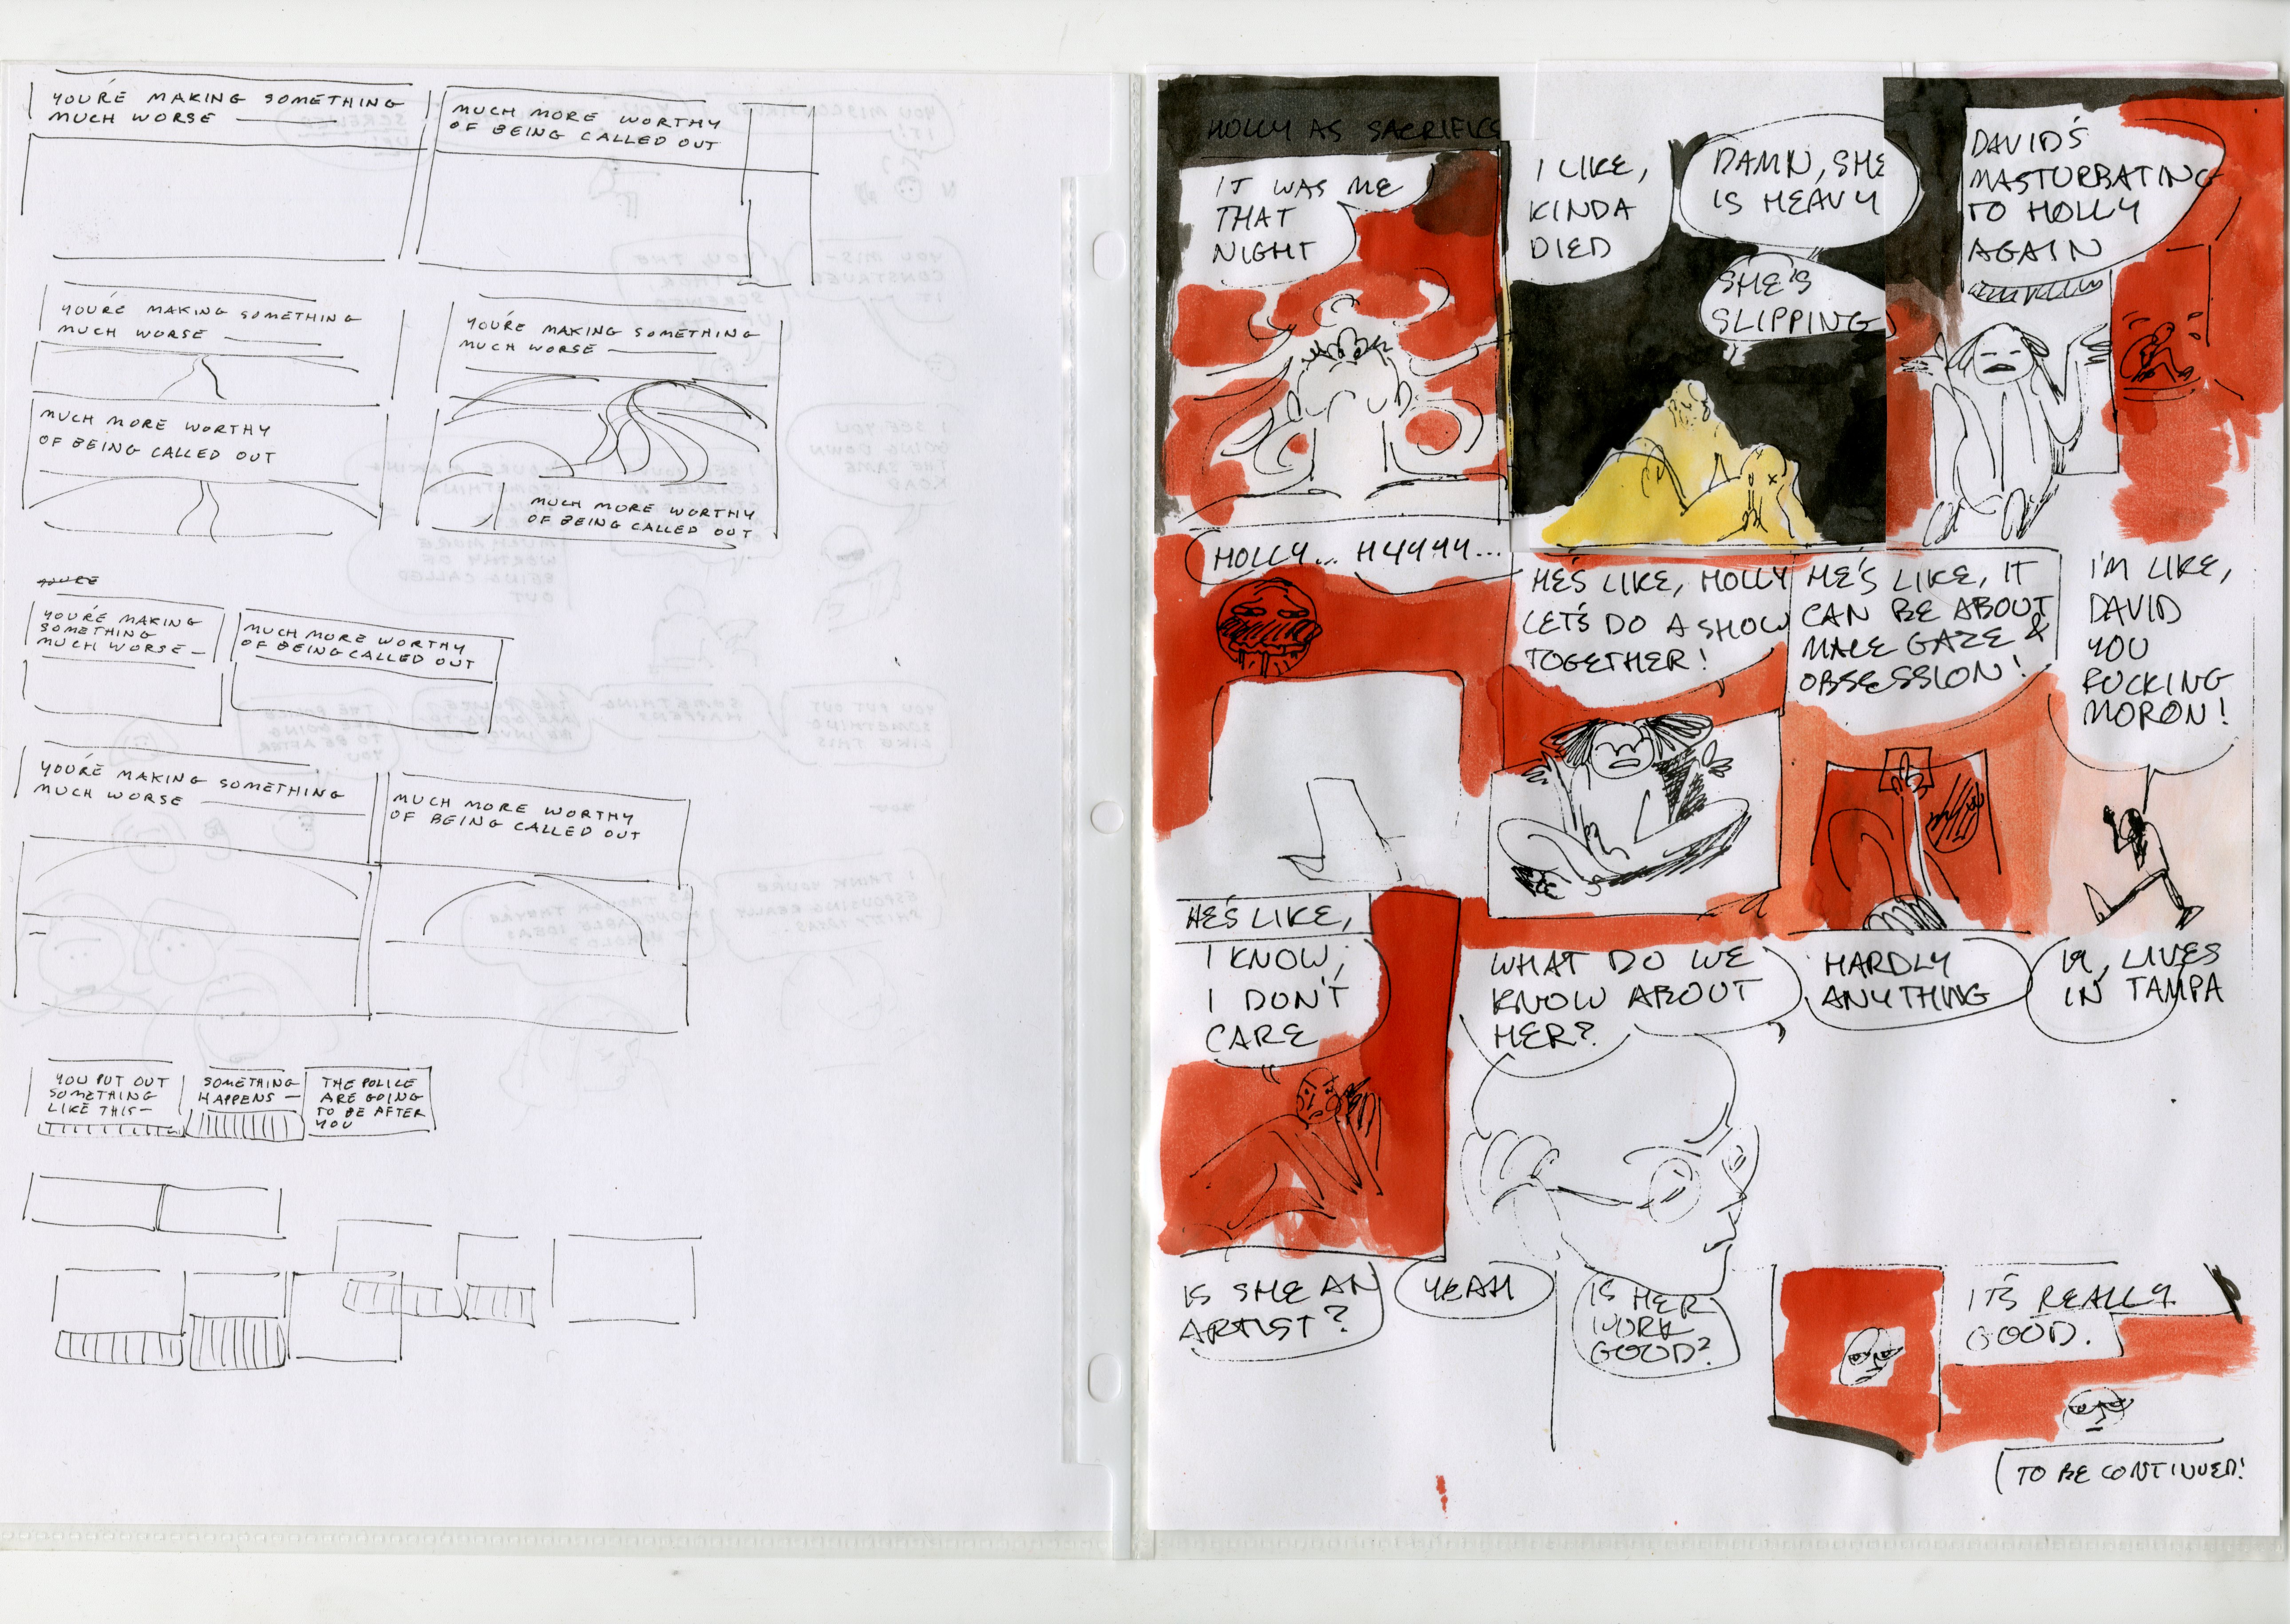 YOU'RE MAKING SOMETHING
MUCH WORSE
MUCH MORE WORTHY
OF BEING CALLED OUT
YOU'RE MAKING SOMETHING
MUCH WORSE
MUCH MORE WORTHY
OF BEING CALLED OUT
YOU'RE MAKING SOMETHING
MUCH WORSE
MUCH MORE WORTHY
OF BEING CALLED OUT
YOU'RE MAKING
SOMETHING
MUCH WORSE —
MUCH MORE WORTHY
OF BEING CALLED OUT
YOU'RE MAKING SOMETHING
MUCH WORSE
MUCH MORE WORTHY
OF BEING CALLED OUT
YOU PUT OUT
SOMETHING
LIKE THIS—
SOMETHING
HAPPENS —
THE POLICE
ARE GOING
TO BE AFTER
YOU
HOLLY AS SACRIFICE
IT WAS ME
THAT
NIGHT
I LIKE,
KINDA
DIED
DAMN, SHE
IS HEAVY
SHE'S
SLIPPING
DAVID'S
MASTURBATING
TO HOLLY
AGAIN
HOLLY... HYYYY...
HE'S LIKE, HOLLY
LET'S DO A SHOW
TOGETHER!
HE'S LIKE, IT
CAN BE ABOUT
MALE GAZE &
OBSESSION!
I'M LIKE,
DAVID
YOU
FUCKING
MORON!
HE'S LIKE,
I KNOW,
I DON'T
CARE
WHAT DO WE
KNOW ABOUT
HER?
HARDLY
ANYTHING
19, LIVES
IN TAMPA
IS SHE AN
ARTIST?
YEAH
IS HER
WORK
GOOD?
IT'S REALLY
GOOD.
TO BE CONTINUED!